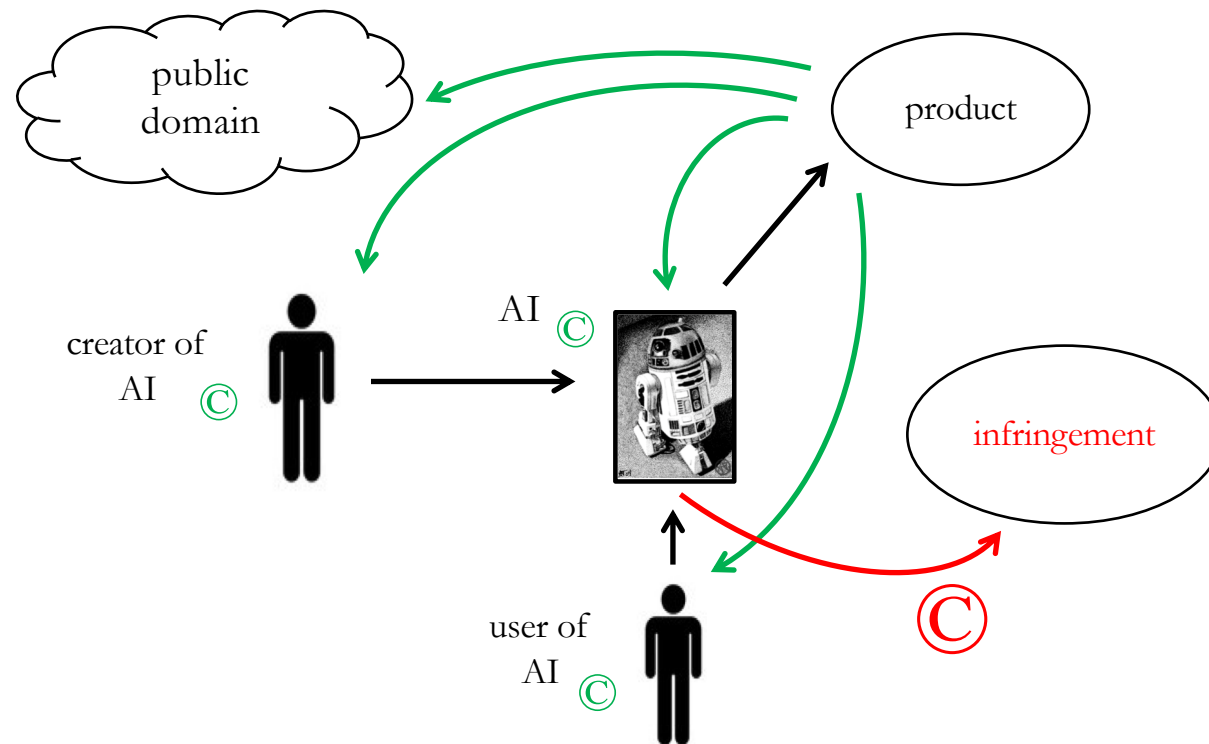 public
domain
product
AI ©
creator of
AI ©
infringement
©
user of
AI ©